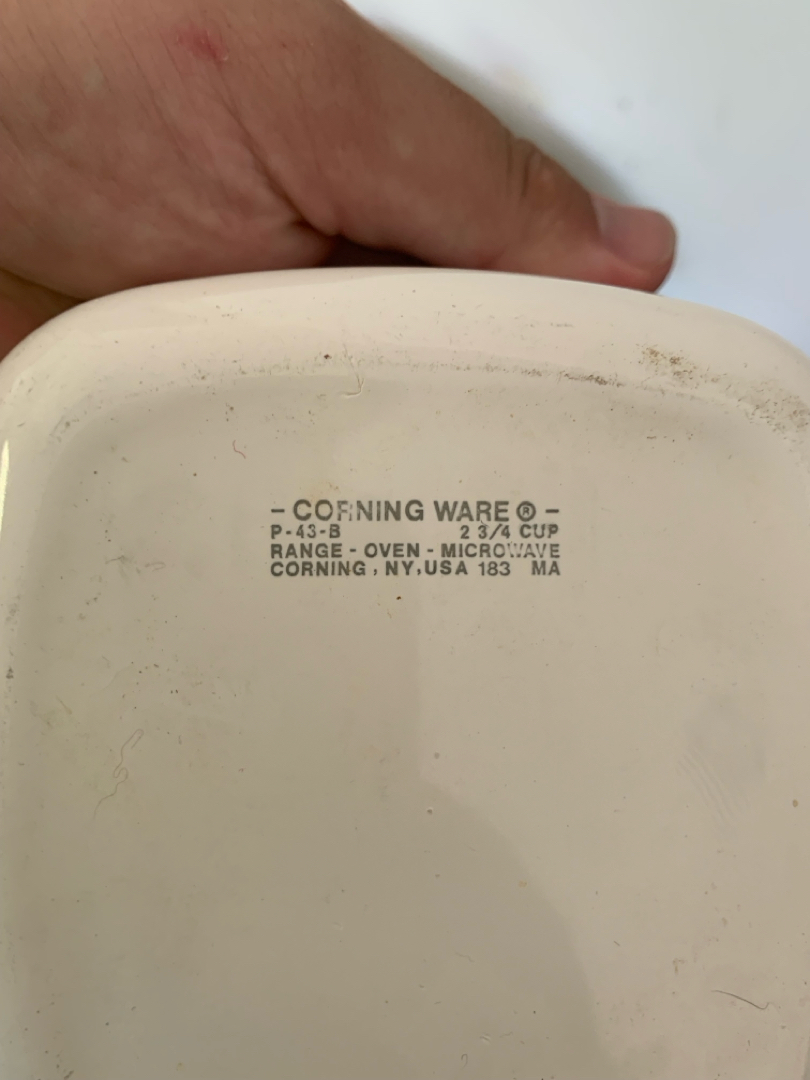 - CORNING WARE ® -
P-43-B 2 3/4 CUP
RANGE - OVEN - MICROWAVE
CORNING, NY, USA 183 MA